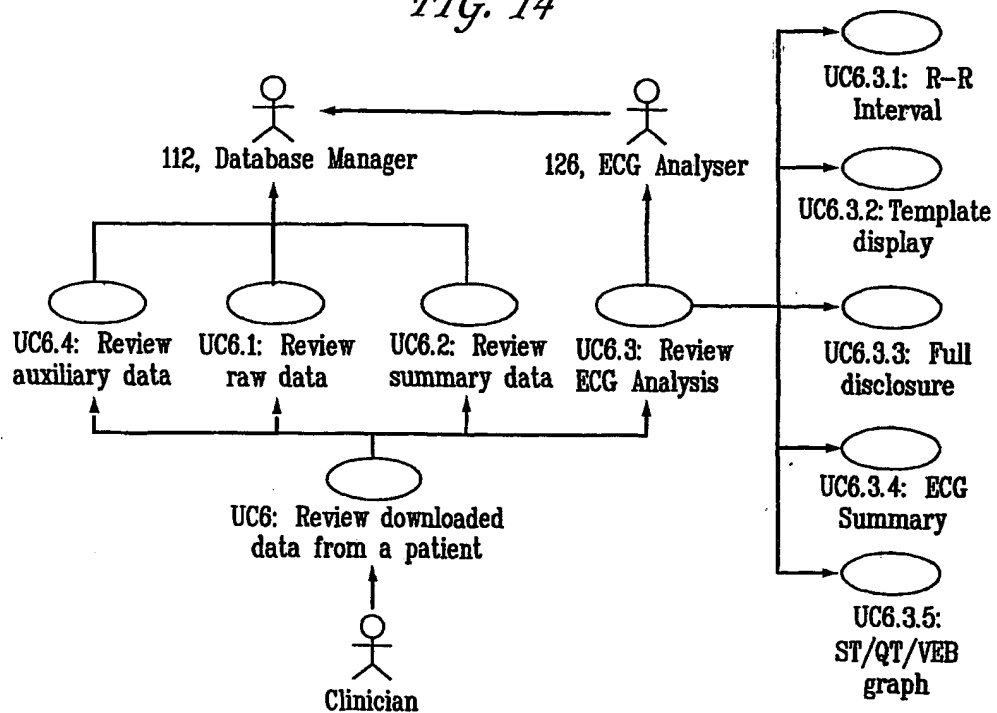 FIG. 14
112, Database Manager
126, ECG Analyser
UC6.4: Review
auxiliary data
UC6.1: Review
raw data
UC6.2: Review
summary data
UC6.3: Review
ECG Analysis
UC6: Review downloaded
data from a patient
Clinician
UC6.3.1: R-R
Interval
UC6.3.2: Template
display
UC6.3.3: Full
disclosure
UC6.3.4: ECG
Summary
UC6.3.5:
ST/QT/VEB
graph